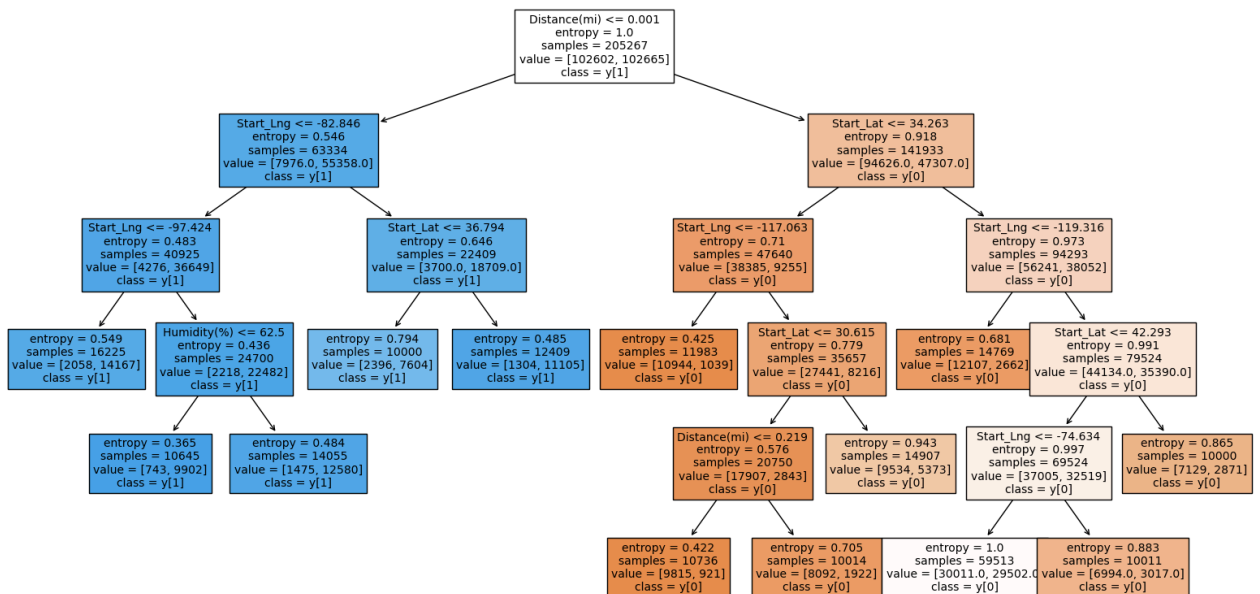 Distance(mi) <= 0.001
entropy = 1.0
samples = 205267
value = [102602, 102665]
class = y[1]
Start_Lng <= -82.846
entropy = 0.546
samples = 63334
value = [7976.0, 55358.0]
class = y[1]
Start_Lat <= 34.263
entropy = 0.918
samples = 141933
value = [94626.0, 47307.0]
class = y[0]
Start_Lng <= -97.424
entropy = 0.483
samples = 40925
value = [4276, 36649]
class = y[1]
Start_Lat <= 36.794
entropy = 0.646
samples = 22409
value = [3700.0, 18709.0]
class = y[1]
Start_Lng <= -117.063
entropy = 0.71
samples = 47640
value = [38385, 9255]
class = y[0]
Start_Lng <= -119.316
entropy = 0.973
samples = 94293
value = [56241, 38052]
class = y[0]
entropy = 0.549
samples = 16225
value = [2058, 14167]
class = y[1]
Humidity(%) <= 62.5
entropy = 0.436
samples = 24700
value = [2218, 22482]
class = y[1]
entropy = 0.794
samples = 10000
value = [2396, 7604]
class = y[1]
entropy = 0.485
samples = 12409
value = [1304, 11105]
class = y[1]
entropy = 0.425
samples = 11983
value = [10944, 1039]
class = y[0]
Start_Lat <= 30.615
entropy = 0.779
samples = 35657
value = [27441, 8216]
class = y[0]
entropy = 0.681
samples = 14769
value = [12107, 2662]
class = y[0]
Start_Lat <= 42.293
entropy = 0.991
samples = 79524
value = [44134.0, 35390.0]
class = y[0]
entropy = 0.365
samples = 10645
value = [743, 9902]
class = y[1]
entropy = 0.484
samples = 14055
value = [1475, 12580]
class = y[1]
Distance(mi) <= 0.219
entropy = 0.576
samples = 20750
value = [17907, 2843]
class = y[0]
entropy = 0.943
samples = 14907
value = [9534, 5373]
class = y[0]
Start_Lng <= -74.634
entropy = 0.997
samples = 69524
value = [37005, 32519]
class = y[0]
entropy = 0.865
samples = 10000
value = [7129, 2871]
class = y[0]
entropy = 0.422
samples = 10736
value = [9815, 921]
class = y[0]
entropy = 0.705
samples = 10014
value = [8092, 1922]
class = y[0]
entropy = 1.0
samples = 59513
value = [30011.0, 29502.0
class = y[0]
entropy = 0.883
samples = 10011
value = [6994.0, 3017.0]
class = y[0]